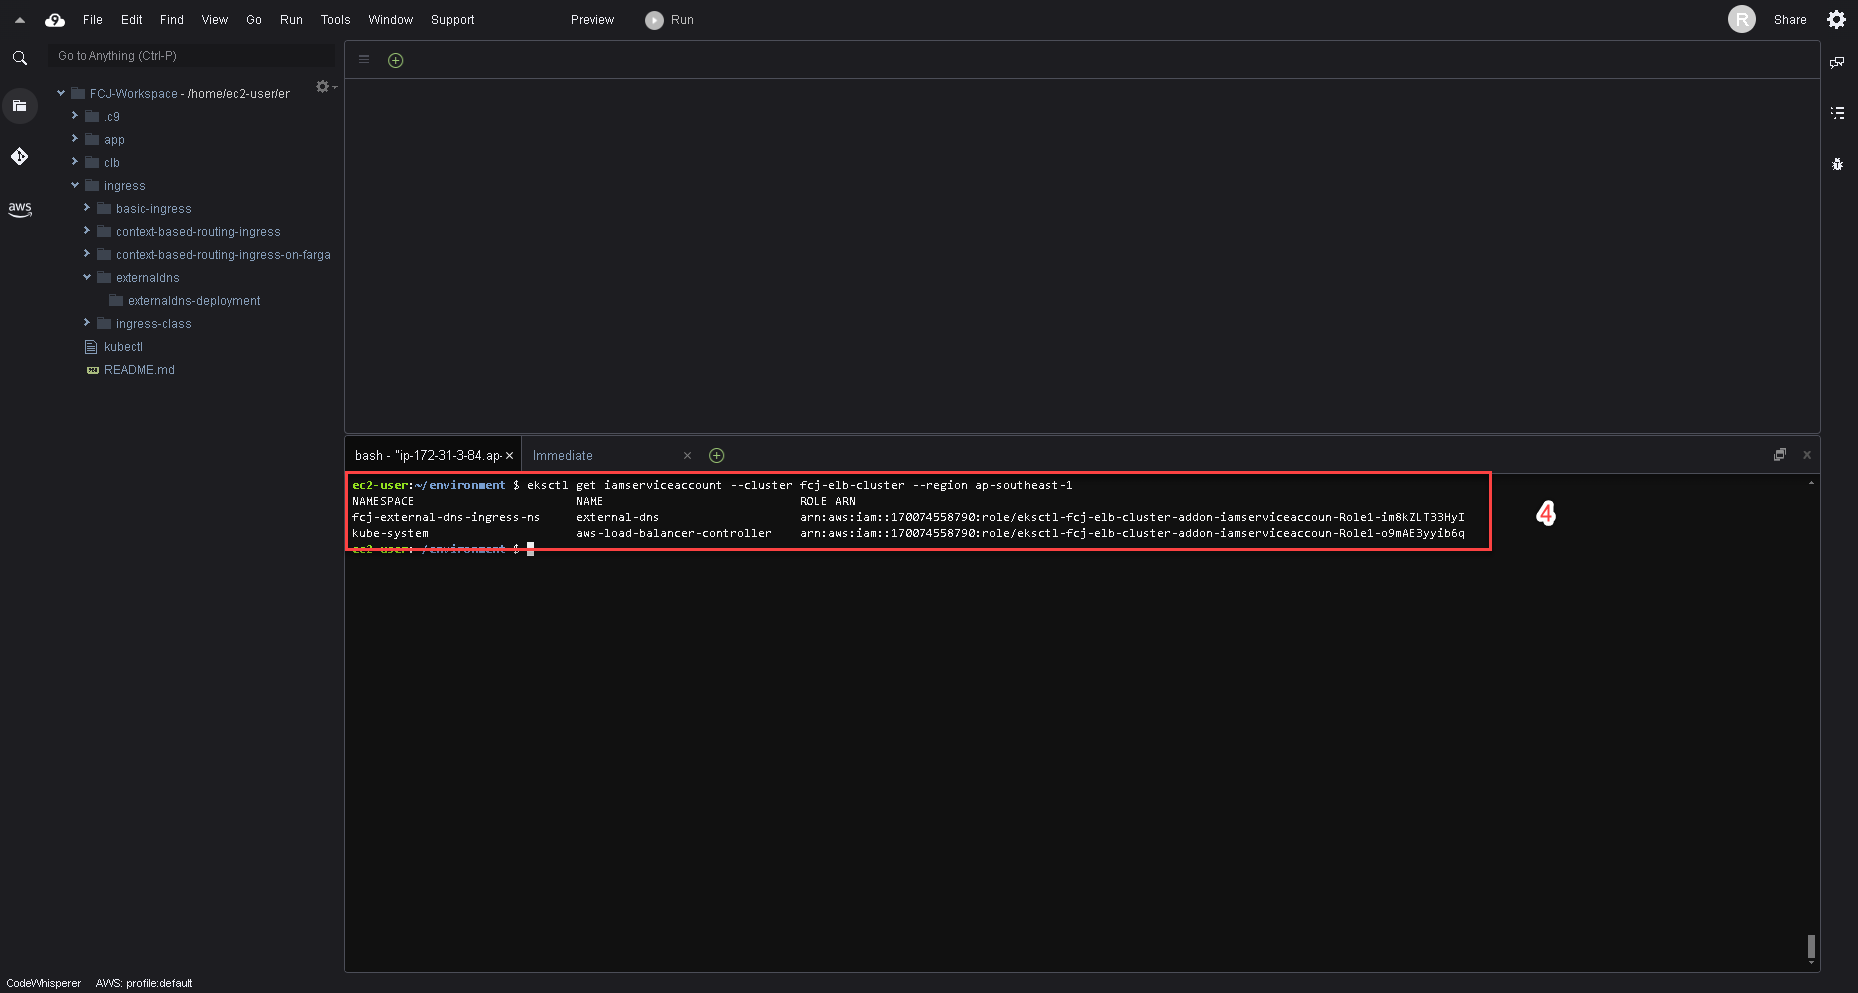 File Edit Find View Go Run Tools Window Support Preview Run R Share
Go to Anything (Ctrl-P)
FCJ-Workspace - /home/ec2-user/er
.c9
app
clb
ingress
basic-ingress
context-based-routing-ingress
context-based-routing-ingress-on-farga
externaldns
externaldns-deployment
ingress-class
kubectl
README.md
aws
bash - "ip-172-31-3-84.ap- Immediate
ec2-user:~/environment $ eksctl get iamserviceaccount --cluster fcj-elb-cluster --region ap-southeast-1
NAMESPACE NAME ROLE ARN
fcj-external-dns-ingress-ns external-dns arn:aws:iam::170074558790:role/eksctl-fcj-elb-cluster-addon-iamserviceaccoun-Role1-im8kZLT33HyI
kube-system aws-load-balancer-controller arn:aws:iam::170074558790:role/eksctl-fcj-elb-cluster-addon-iamserviceaccoun-Role1-o9mAE3yyib6q
ec2-user:~/environment $
4
CodeWhisperer AWS: profile:default